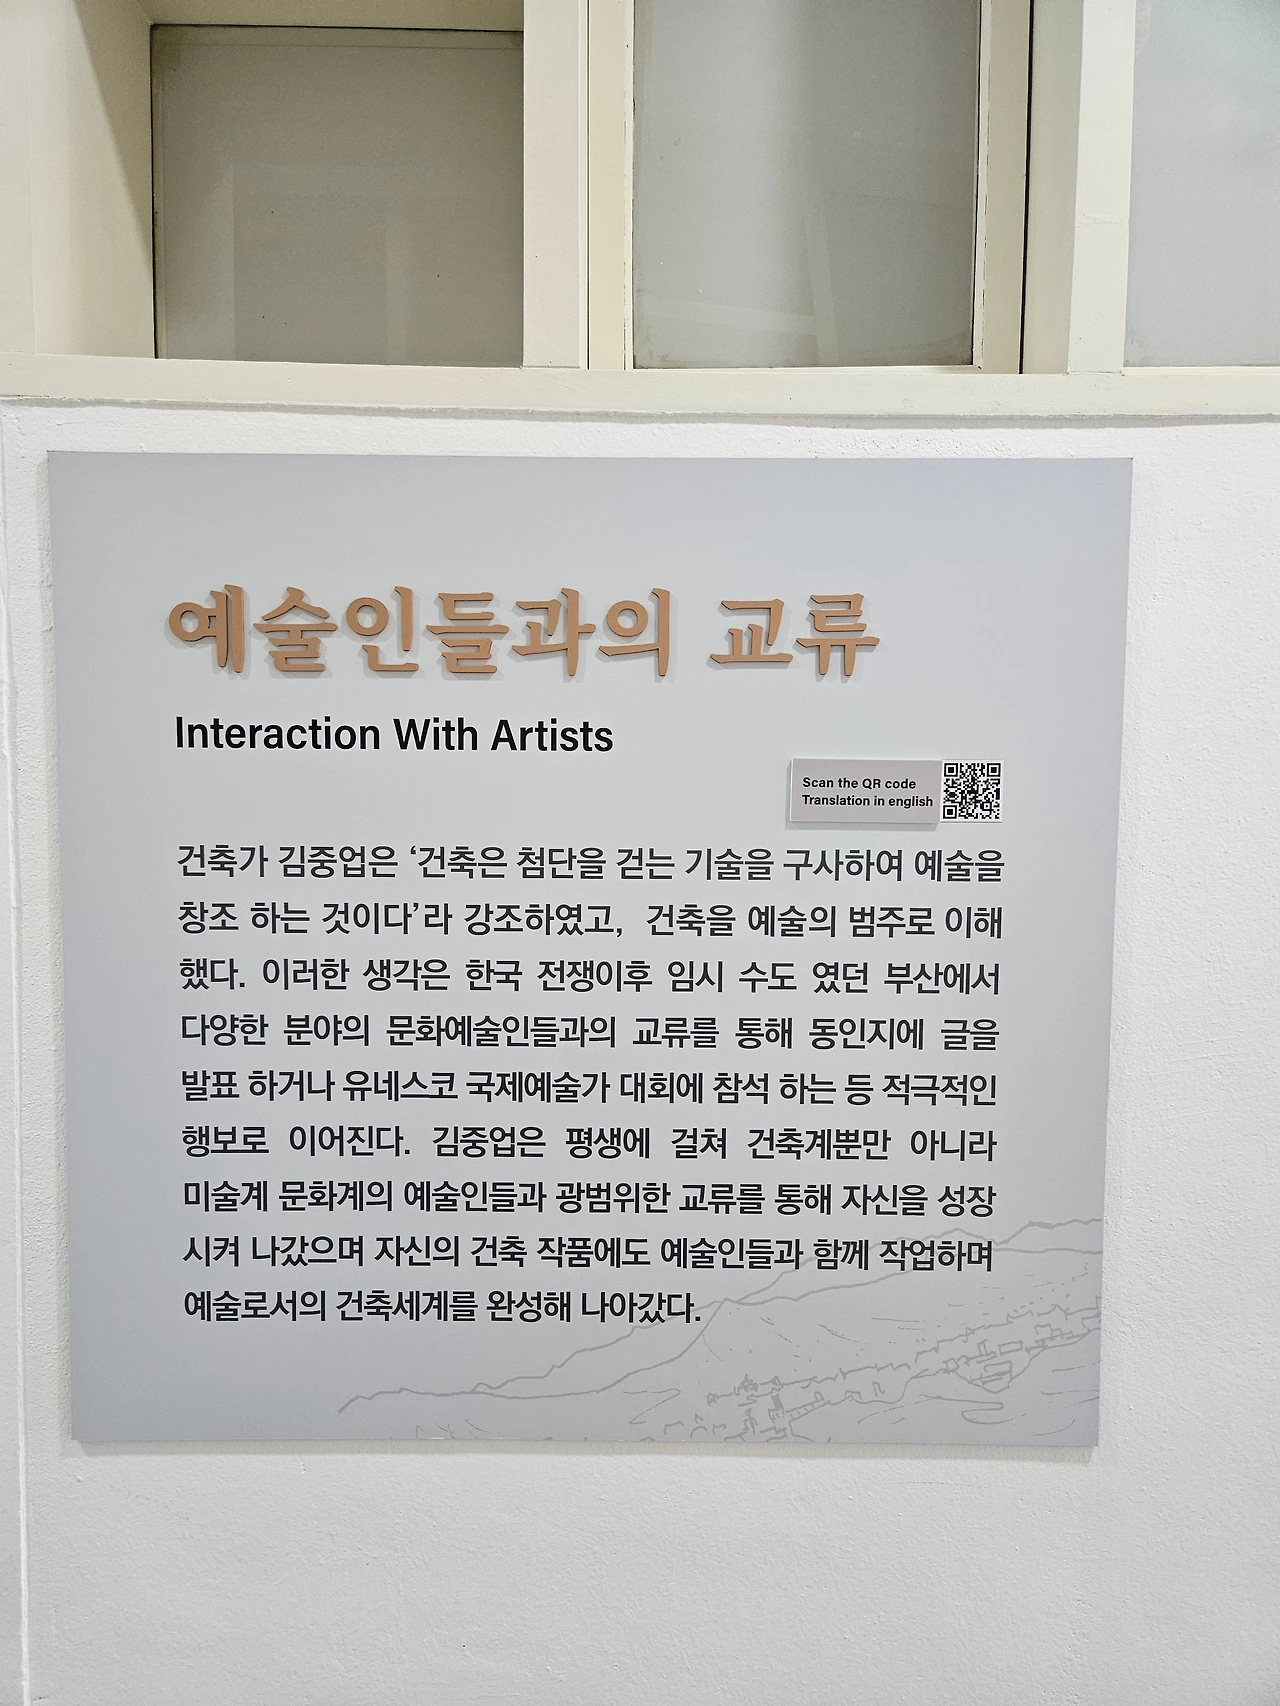 예술인들과의 교류
Interaction With Artists
Scan the QR code
Translation in english
건축가 김중업은 ‘건축은 첨단을 걷는 기술을 구사하여 예술을
창조 하는 것이다’라 강조하였고, 건축을 예술의 범주로 이해
했다. 이러한 생각은 한국 전쟁이후 임시 수도 였던 부산에서
다양한 분야의 문화예술인들과의 교류를 통해 동인지에 글을
발표 하거나 유네스코 국제예술가 대회에 참석 하는 등 적극적인
행보로 이어진다. 김중업은 평생에 걸쳐 건축계뿐만 아니라
미술계 문화계의 예술인들과 광범위한 교류를 통해 자신을 성장
시켜 나갔으며 자신의 건축 작품에도 예술인들과 함께 작업하며
예술로서의 건축세계를 완성해 나아갔다.